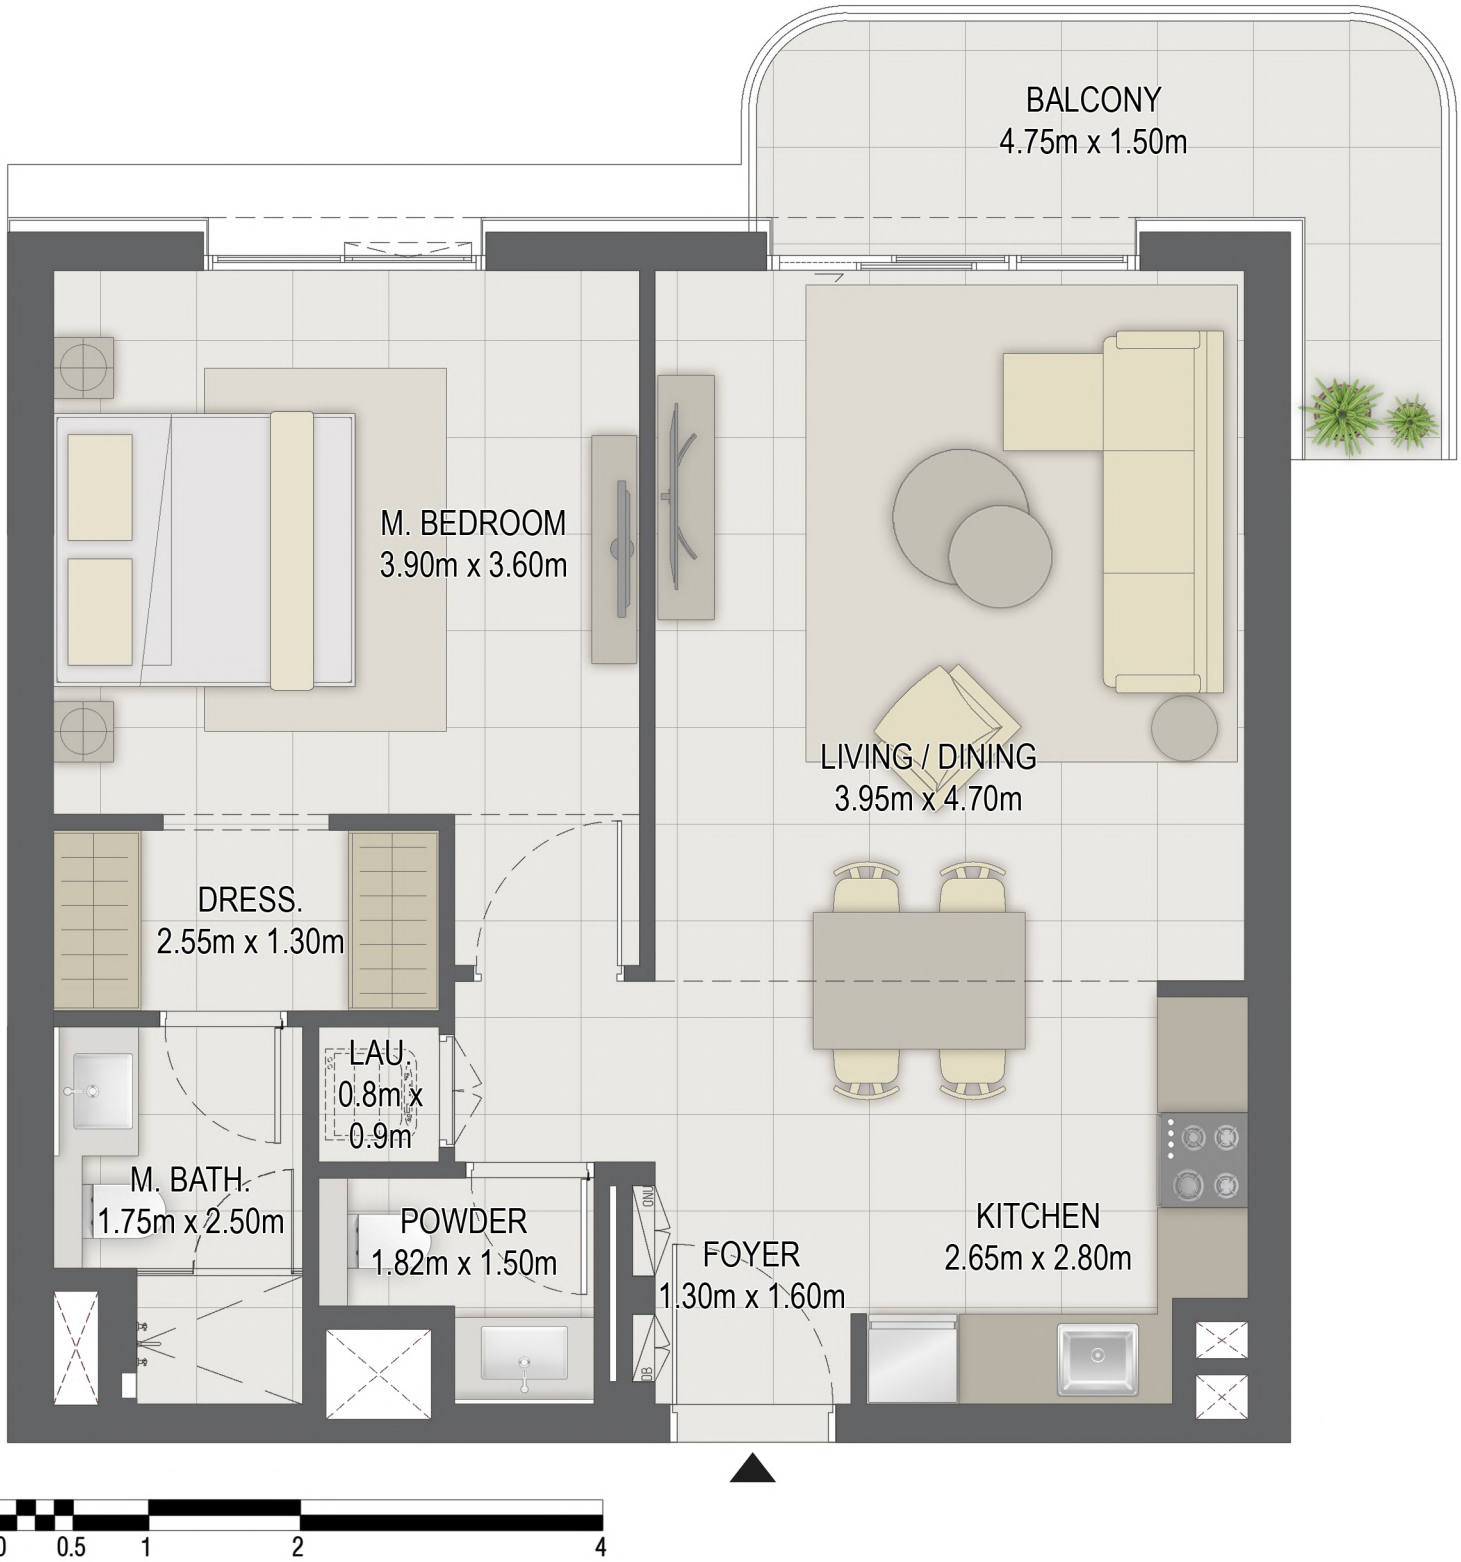 BALCONY
4.75m x 1.50m
M. BEDROOM
3.90m x 3.60m
LIVING / DINING
3.95m x 4.70m
DRESS.
2.55m x 1.30m
LAU.
0.8m x
0.9m
M. BATH.
1.75m x 2.50m
POWDER
1.82m x 1.50m
ONU
FOYER
1.30m x 1.60m
KITCHEN
2.65m x 2.80m
DB
0 0.5 1 2 4